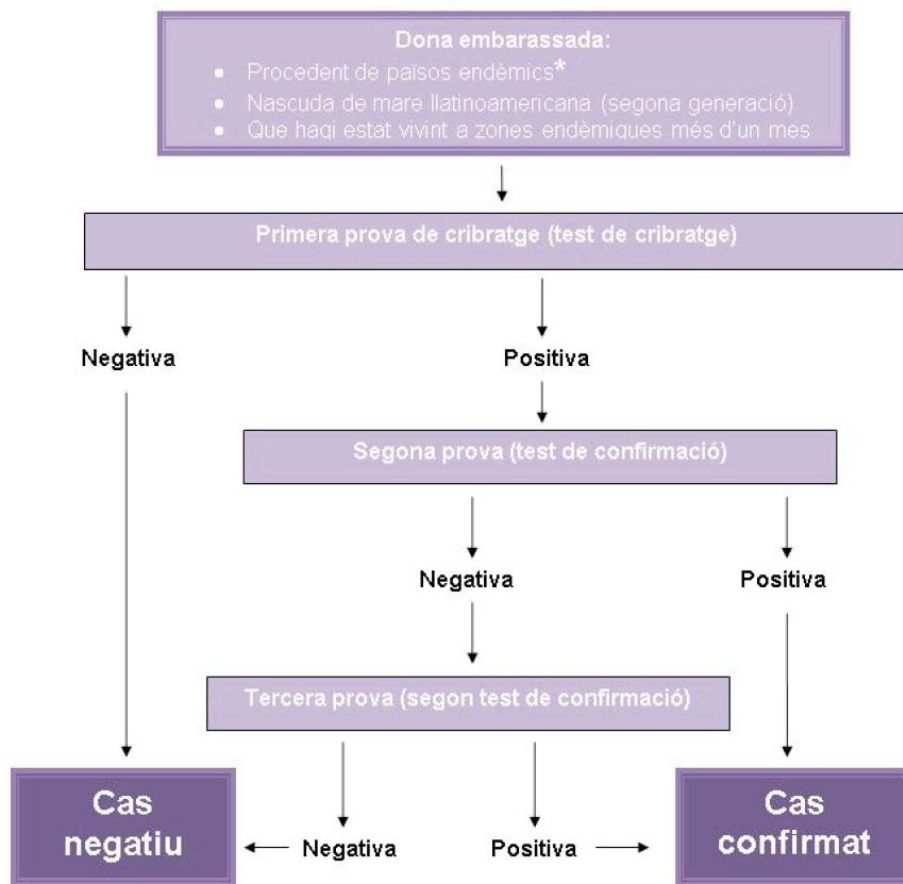 Dona embarassada:
• Procedent de països endèmics*
• Nascuda de mare llatinoamericana (segona generació)
• Que hagi estat vivint a zones endèmiques més d'un mes
Primera prova de cribratge (test de cribratge)
Negativa
Positiva
Segona prova (test de confirmació)
Negativa
Positiva
Tercera prova (segon test de confirmació)
Cas
negatiu
Negativa
Positiva
Cas
confirmat